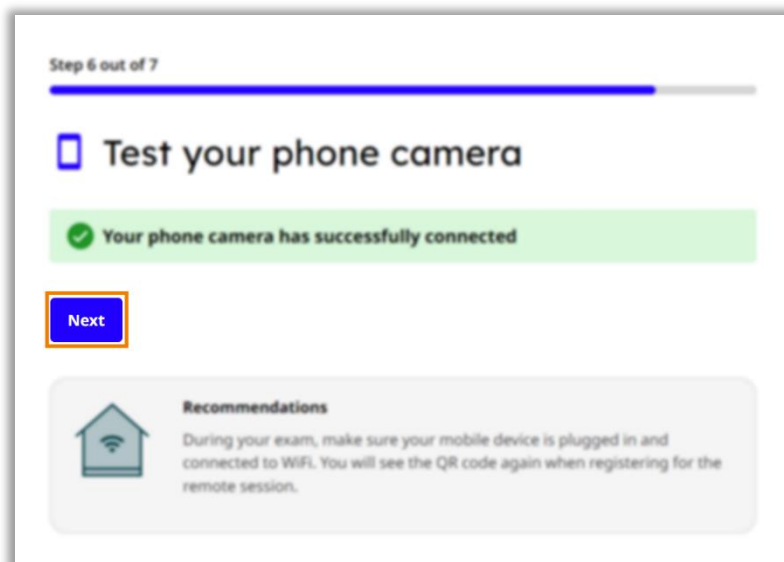 Step 6 out of 7
Test your phone camera
Your phone camera has successfully connected
Next
Recommendations
During your exam, make sure your mobile device is plugged in and
connected to WiFi. You will see the QR code again when registering for the
remote session.